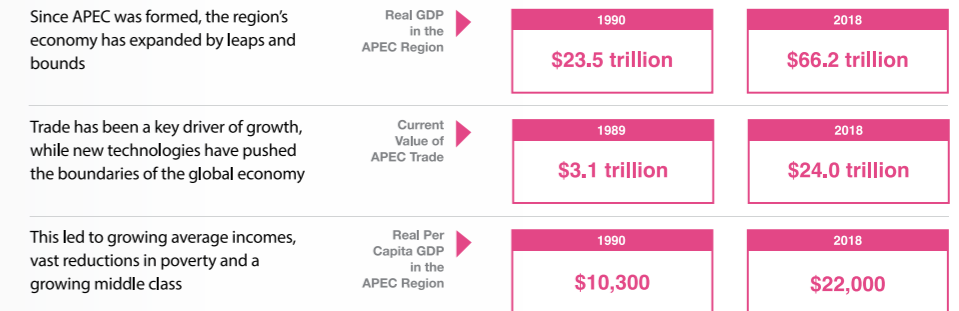 Since APEC was formed, the region's
economy has expanded by leaps and
bounds
Real GDP
in the
APEC Region
1990
$23.5 trillion
2018
$66.2 trillion
Trade has been a key driver of growth,
while new technologies have pushed
the boundaries of the global economy
Current
Value of
APEC Trade
1989
$3.1 trillion
2018
$24.0 trillion
This led to growing average incomes,
vast reductions in poverty and a
growing middle class
Real Per
Capita GDP
in the
APEC Region
1990
$10,300
2018
$22,000